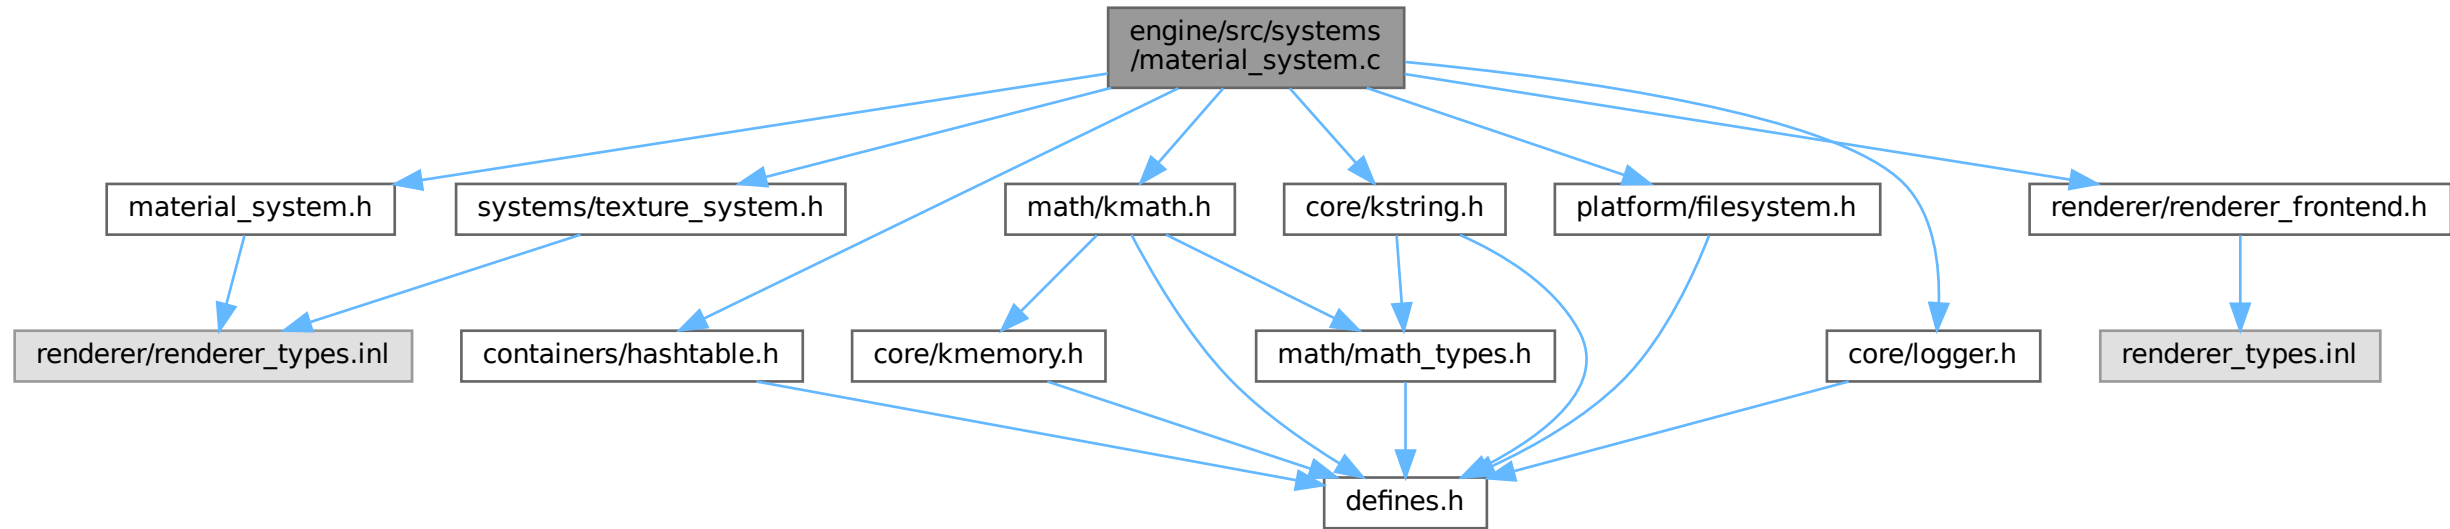 engine/src/systems
/material_system.c
material_system.h
systems/texture_system.h
math/kmath.h
core/kstring.h
platform/filesystem.h
renderer/renderer_frontend.h
renderer/renderer_types.inl
containers/hashtable.h
core/kmemory.h
math/math_types.h
core/logger.h
renderer_types.inl
defines.h